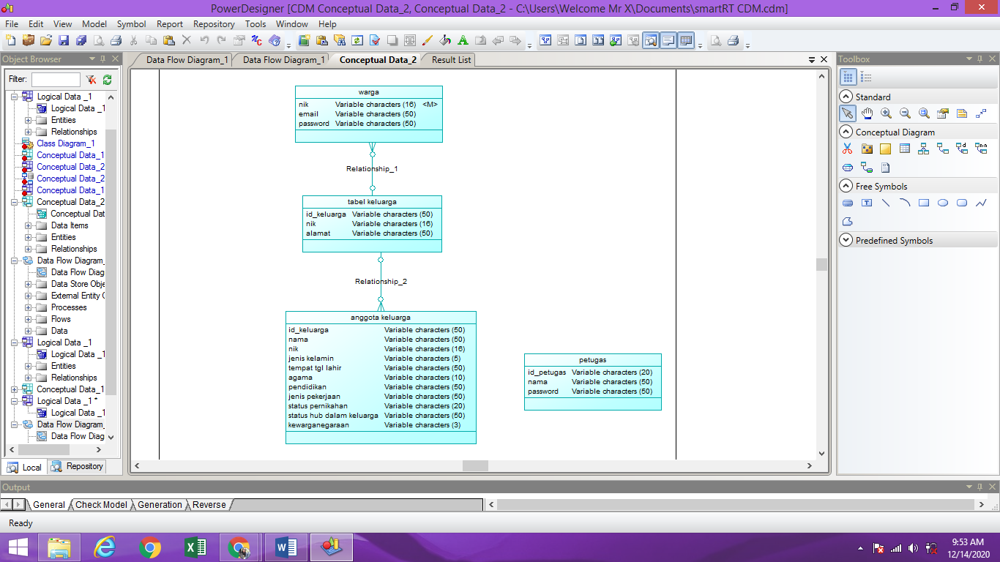 PowerDesigner [CDM Conceptual Data_2, Conceptual Data_2 - C:\Users\Welcome Mr X\Documents\smartRT CDM.cdm]
File Edit View Model Symbol Report Repository Tools Window Help
Object Browser
Filter:
Logical Data _1
Logical Data _1
Entities
Relationships
Class Diagram_1
Conceptual Data_1
Conceptual Data_2
Conceptual Data_2
Conceptual Data_1
Conceptual Data_2
Conceptual Dat
Data Items
Entities
Relationships
Data Flow Diagram_
Data Flow Diag
Data Store Obje
External Entity C
Processes
Flows
Data
Logical Data _1
Logical Data _1
Entities
Relationships
Conceptual Data_1
Logical Data _1 *
Logical Data _1
Data Flow Diagram_
Data Flow Diag
Local Repository
Data Flow Diagram_1 Data Flow Diagram_1 Conceptual Data_2 Result List
warga
nik Variable characters (16) <M>
email Variable characters (50)
password Variable characters (50)
Relationship_1
tabel keluarga
id_keluarga Variable characters (50)
nik Variable characters (16)
alamat Variable characters (50)
Relationship_2
anggota keluarga
id_keluarga Variable characters (50)
nama Variable characters (50)
nik Variable characters (16)
jenis kelamin Variable characters (5)
tempat tgl lahir Variable characters (50)
agama Variable characters (10)
pendidikan Variable characters (50)
jenis pekerjaan Variable characters (50)
status pernikahan Variable characters (20)
status hub dalam keluarga Variable characters (50)
kewarganegaraan Variable characters (3)
petugas
id_petugas Variable characters (20)
nama Variable characters (50)
password Variable characters (50)
Toolbox
Standard
Conceptual Diagram
Free Symbols
Predefined Symbols
Output
General Check Model Generation Reverse
Ready
9:53 AM
12/14/2020